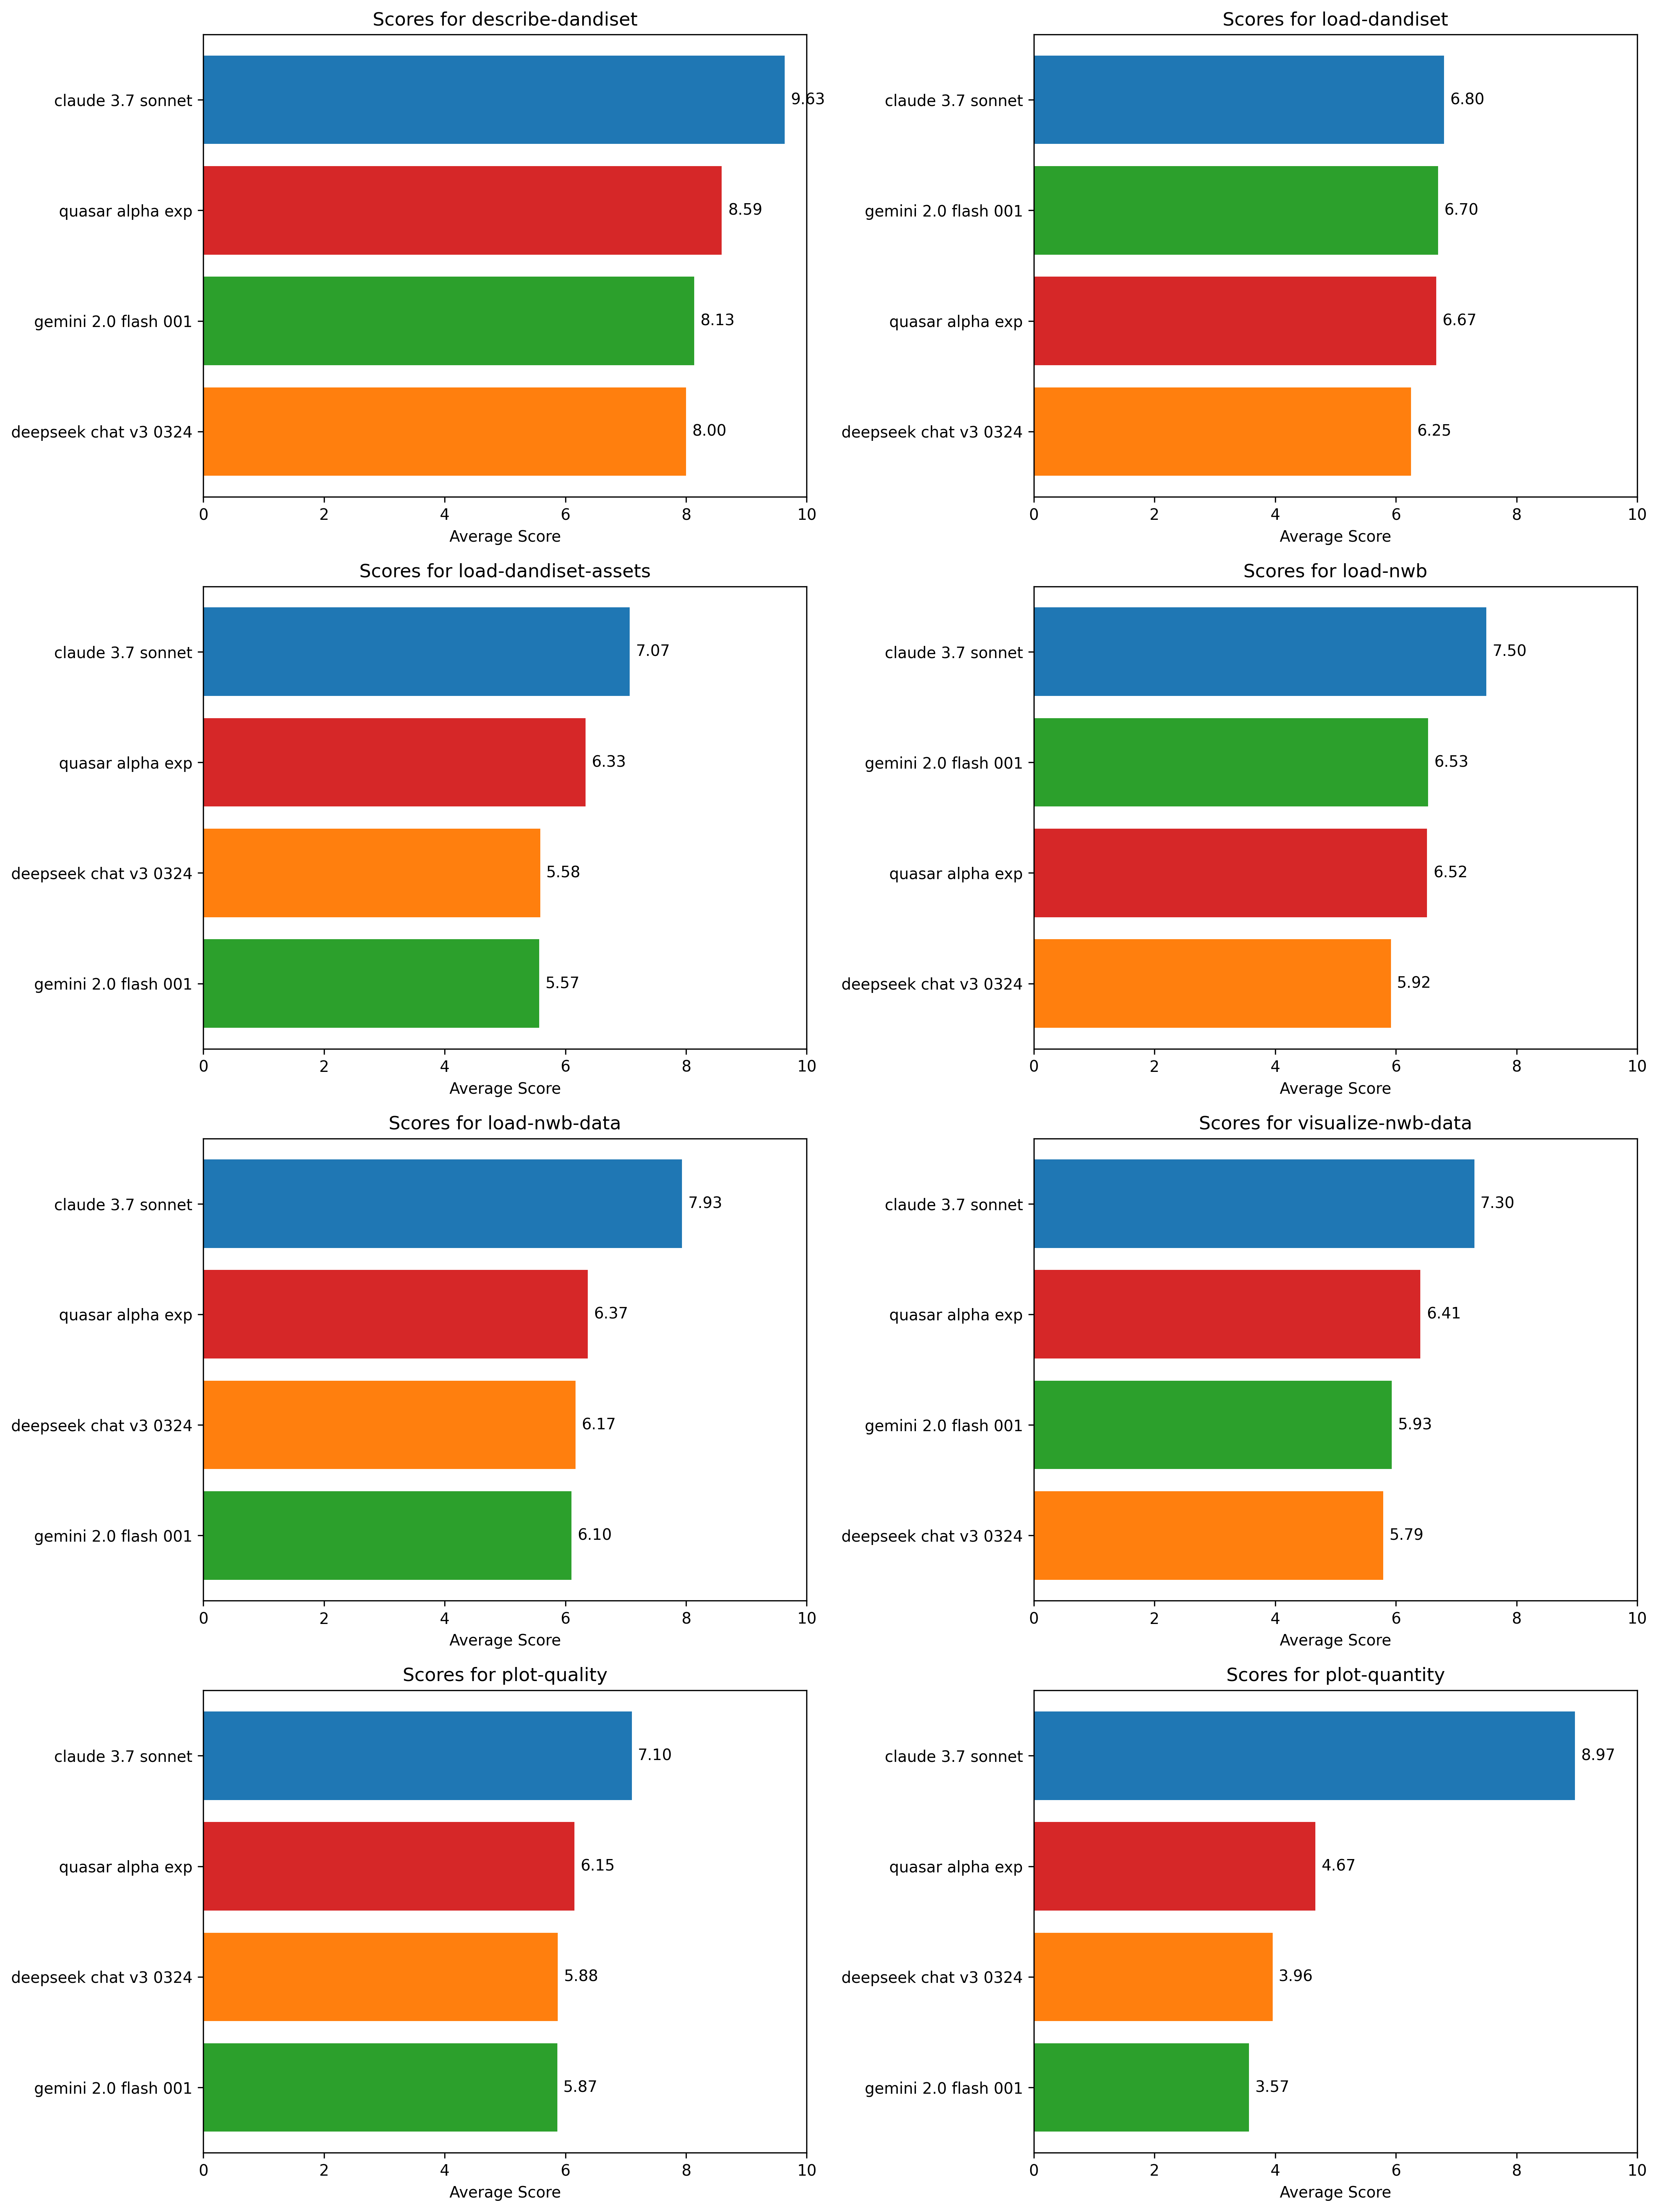 Scores for describe-dandiset
claude 3.7 sonnet
9.63
quasar alpha exp
8.59
gemini 2.0 flash 001
8.13
deepseek chat v3 0324
8.00
0 2 4 6 8 10
Average Score
Scores for load-dandiset
claude 3.7 sonnet
6.80
gemini 2.0 flash 001
6.70
quasar alpha exp
6.67
deepseek chat v3 0324
6.25
0 2 4 6 8 10
Average Score
Scores for load-dandiset-assets
claude 3.7 sonnet
7.07
quasar alpha exp
6.33
deepseek chat v3 0324
5.58
gemini 2.0 flash 001
5.57
0 2 4 6 8 10
Average Score
Scores for load-nwb
claude 3.7 sonnet
7.50
gemini 2.0 flash 001
6.53
quasar alpha exp
6.52
deepseek chat v3 0324
5.92
0 2 4 6 8 10
Average Score
Scores for load-nwb-data
claude 3.7 sonnet
7.93
quasar alpha exp
6.37
deepseek chat v3 0324
6.17
gemini 2.0 flash 001
6.10
0 2 4 6 8 10
Average Score
Scores for visualize-nwb-data
claude 3.7 sonnet
7.30
quasar alpha exp
6.41
gemini 2.0 flash 001
5.93
deepseek chat v3 0324
5.79
0 2 4 6 8 10
Average Score
Scores for plot-quality
claude 3.7 sonnet
7.10
quasar alpha exp
6.15
deepseek chat v3 0324
5.88
gemini 2.0 flash 001
5.87
0 2 4 6 8 10
Average Score
Scores for plot-quantity
claude 3.7 sonnet
8.97
quasar alpha exp
4.67
deepseek chat v3 0324
3.96
gemini 2.0 flash 001
3.57
0 2 4 6 8 10
Average Score